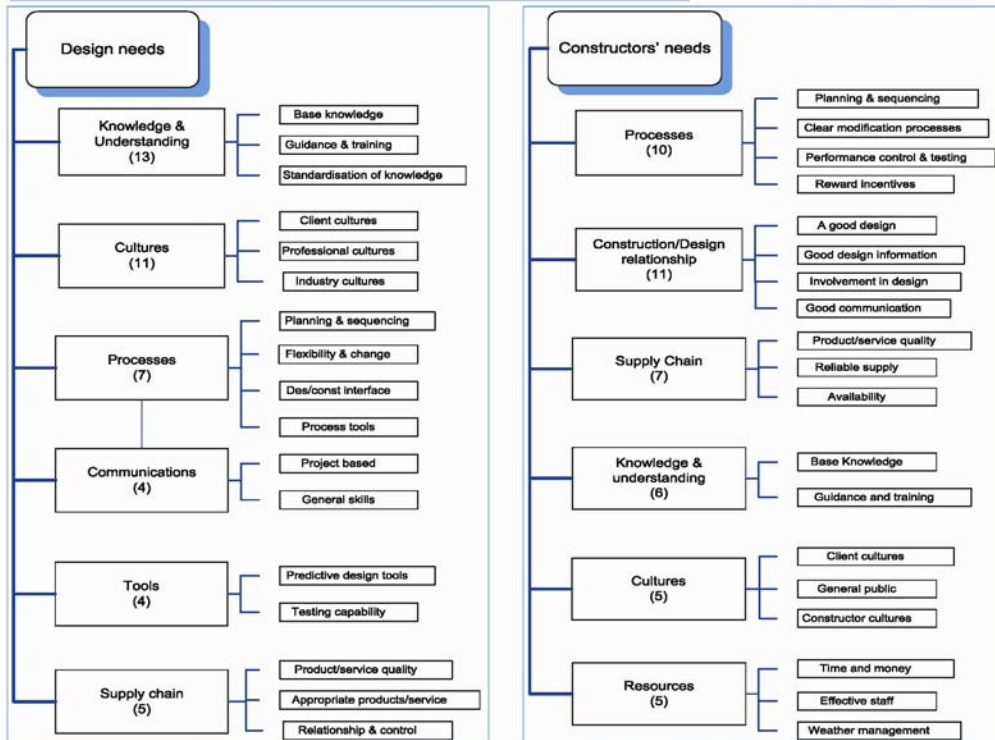 Design needs
Knowledge &
Understanding
(13)
Base knowledge
Guidance & training
Standardisation of knowledge
Cultures
(11)
Client cultures
Professional cultures
Industry cultures
Processes
(7)
Planning & sequencing
Flexibility & change
Des/const interface
Process tools
Communications
(4)
Project based
General skills
Tools
(4)
Predictive design tools
Testing capability
Supply chain
(5)
Product/service quality
Appropriate products/service
Relationship & control
Constructors' needs
Processes
(10)
Planning & sequencing
Clear modification processes
Performance control & testing
Reward incentives
Construction/Design
relationship
(11)
A good design
Good design information
Involvement in design
Good communication
Supply Chain
(7)
Product/service quality
Reliable supply
Availability
Knowledge &
understanding
(6)
Base Knowledge
Guidance and training
Cultures
(5)
Client cultures
General public
Constructor cultures
Resources
(5)
Time and money
Effective staff
Weather management